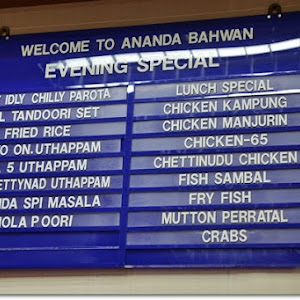 WELCOME TO ANANDA BAHWAN
EVENING SPECIAL
IDLY CHILLY PAROTA
TANDOORI SET
FRIED RICE
ON.UTHAPPAM
5 UTHAPPAM
UTHAPPAM
SPI MASALA
POORI
LUNCH SPECIAL
CHICKEN KAMPUNG
CHICKEN MANJURIN
CHICKEN-65
CHETTINUDU CHICKEN
FISH SAMBAL
FRY FISH
MUTTON PERRATAL
CRABS